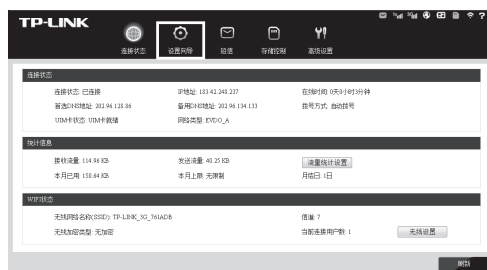 TP-LINK
连接状态 设置向导 短信 存储控制 高级设置
连接状态
连接状态: 已连接 IP地址: 183.42.248.237 在线时间: 0天0小时3分钟
首选DNS地址: 202.96.128.86 备用DNS地址: 202.96.134.133 拨号方式: 自动拨号
UIM卡状态: UIM卡就绪 网络类型: EVDO_A
统计信息
接收流量: 114.96 KB 发送流量: 40.25 KB 流量统计设置
本月已用: 158.64 KB 本月上限: 无限制 月结日: 1日
WIFI状态
无线网络名称(SSID): TP-LINK_3G_761ADB 信道: 7
无线加密类型: 无加密 当前连接用户数: 1 无线设置
刷新